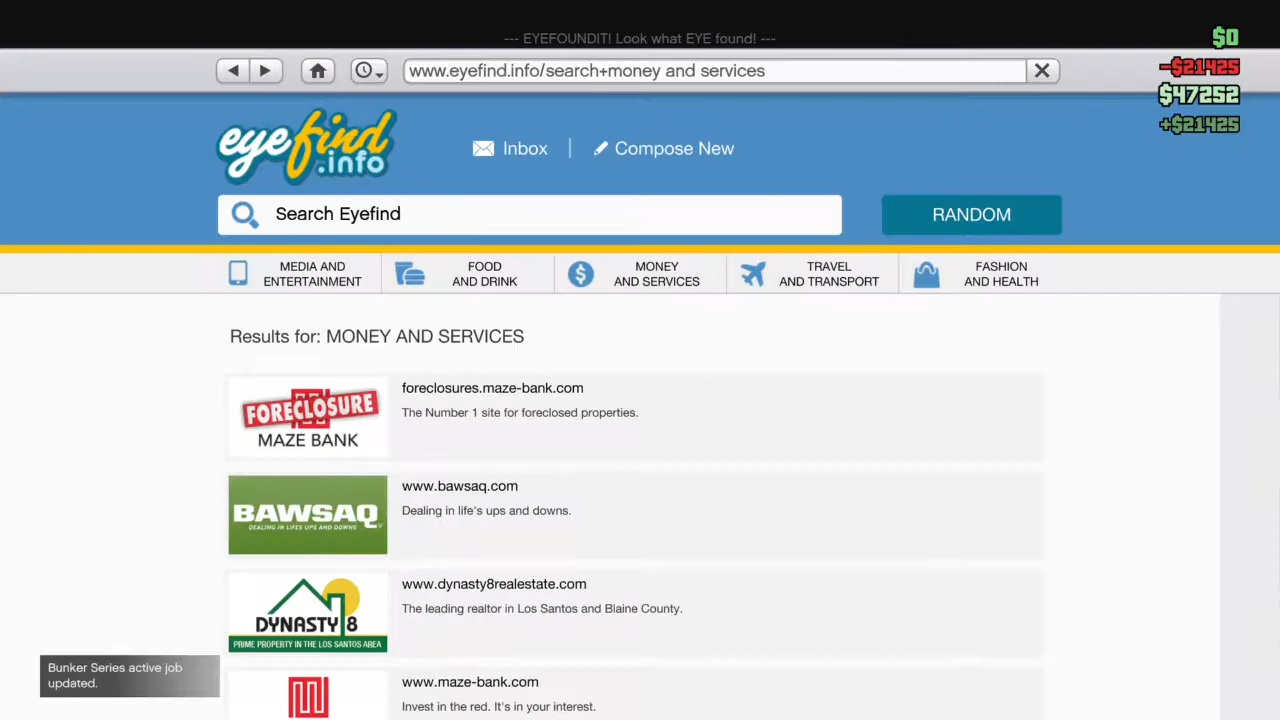 --- EYEFOUNDIT! Look what EYE found! ---
$0
-$21425
$47252
+$21425
www.eyefind.info/search+money and services
eyefind
.info
Inbox
Compose New
Search Eyefind
RANDOM
MEDIA AND
ENTERTAINMENT
FOOD
AND DRINK
MONEY
AND SERVICES
TRAVEL
AND TRANSPORT
FASHION
AND HEALTH
Results for: MONEY AND SERVICES
FORECLOSURE
MAZE BANK
foreclosures.maze-bank.com
The Number 1 site for foreclosed properties.
BAWSAQ
DEALING IN LIFE'S UPS AND DOWNS
www.bawsaq.com
Dealing in life's ups and downs.
DYNASTY 8
PRIME PROPERTY IN THE LOS SANTOS AREA
www.dynasty8realestate.com
The leading realtor in Los Santos and Blaine County.
www.maze-bank.com
Invest in the red. It's in your interest.
Bunker Series active job
updated.